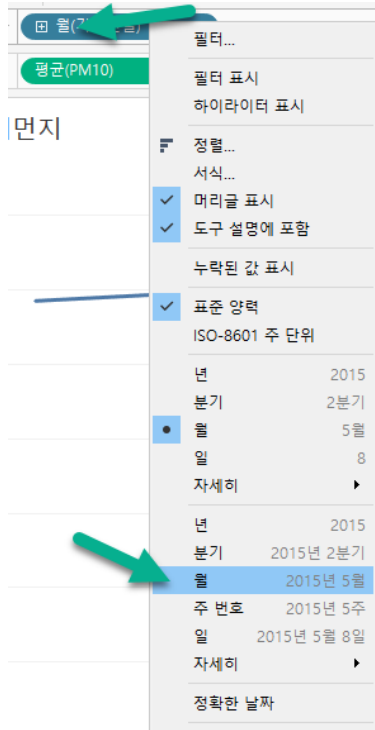 월(
평균(PM10)
먼지
필터...
필터 표시
하이라이터 표시
정렬...
서식...
머리글 표시
도구 설명에 포함
누락된 값 표시
표준 양력
ISO-8601 주 단위
년 2015
분기 2분기
월 5월
일 8
자세히
년 2015
분기 2015년 2분기
월 2015년 5월
주 번호 2015년 5주
일 2015년 5월 8일
자세히
정확한 날짜